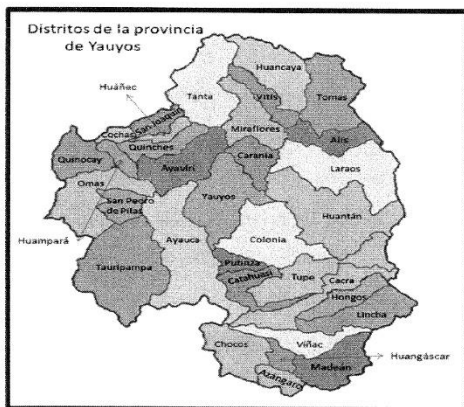 Distritos de la provincia
de Yauyos
Huancaya
Huáñec
Tanta
Vitis
Tomas
San Joaquín
Cochas
Miraflores
Alis
Quinches
Quinocay
Ayaviri
Carania
Laraos
Omas
Yauyos
San Pedro
de Pilas
Huantán
Huampará
Ayauca
Colonia
Putinza
Tauripampa
Catahuasi
Tupe
Cacra
Hongos
Lincha
Chocos
Viñac
Huangáscar
Madeán
Azángaro